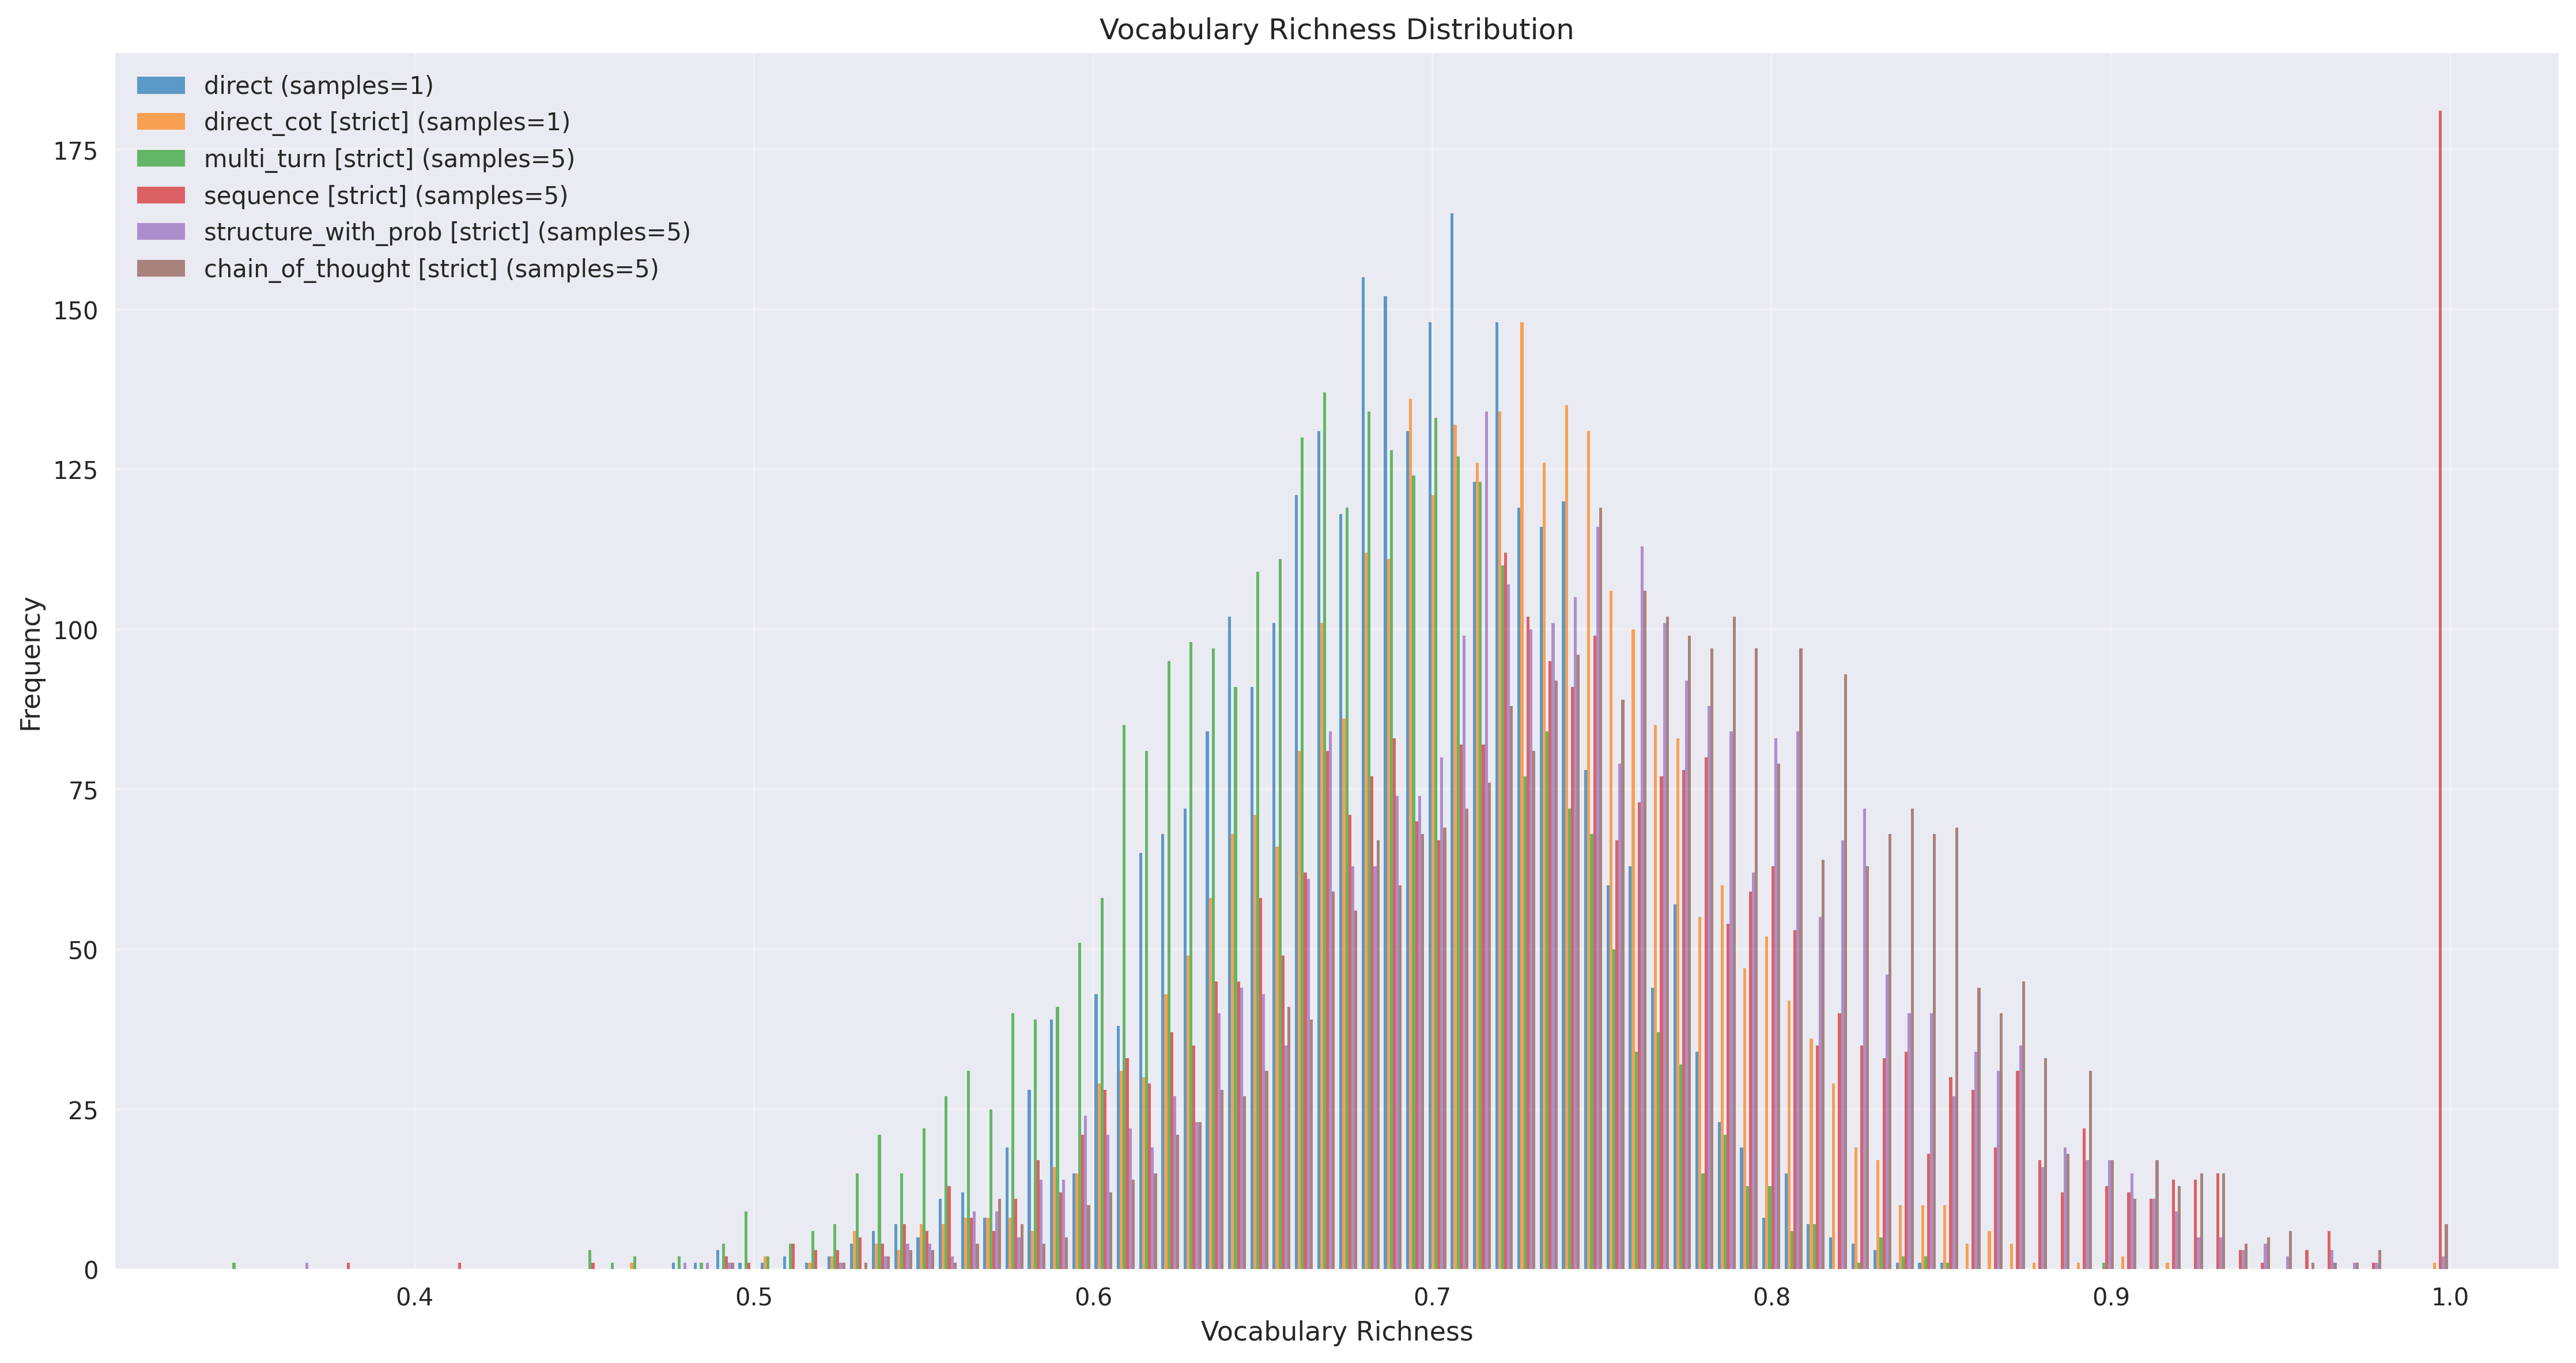 Vocabulary Richness Distribution
direct (samples=1)
direct_cot [strict] (samples=1)
multi_turn [strict] (samples=5)
sequence [strict] (samples=5)
structure_with_prob [strict] (samples=5)
chain_of_thought [strict] (samples=5)
Frequency
175
150
125
100
75
50
25
0
0.4 0.5 0.6 0.7 0.8 0.9 1.0
Vocabulary Richness